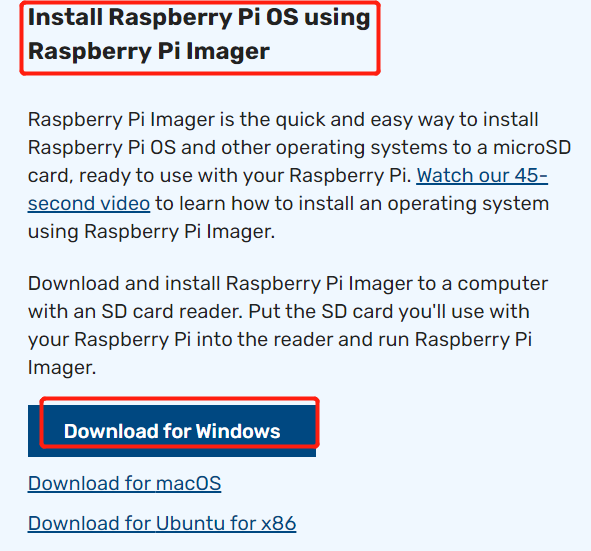 Install Raspberry Pi OS using
Raspberry Pi Imager
Raspberry Pi Imager is the quick and easy way to install
Raspberry Pi OS and other operating systems to a microSD
card, ready to use with your Raspberry Pi. Watch our 45-
second video to learn how to install an operating system
using Raspberry Pi Imager.
Download and install Raspberry Pi Imager to a computer
with an SD card reader. Put the SD card you'll use with
your Raspberry Pi into the reader and run Raspberry Pi
Imager.
Download for Windows
Download for macOS
Download for Ubuntu for x86